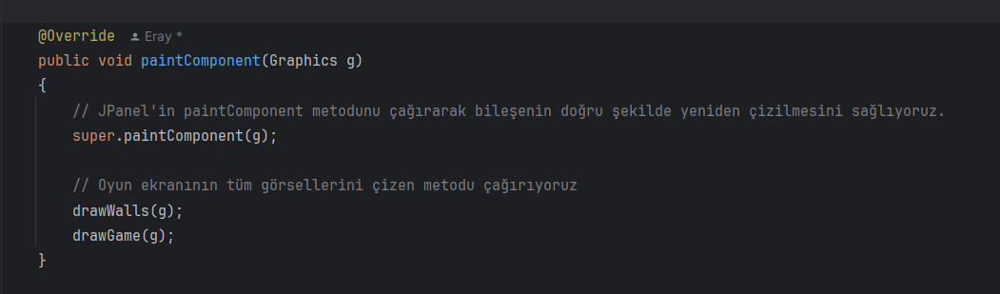 @Override Eray *
public void paintComponent(Graphics g)
{
// JPanel'in paintComponent metodunu çağırarak bileşenin doğru şekilde yeniden çizilmesini sağlıyoruz.
super.paintComponent(g);
// Oyun ekranının tüm görsellerini çizen metodu çağırıyoruz
drawWalls(g);
drawGame(g);
}